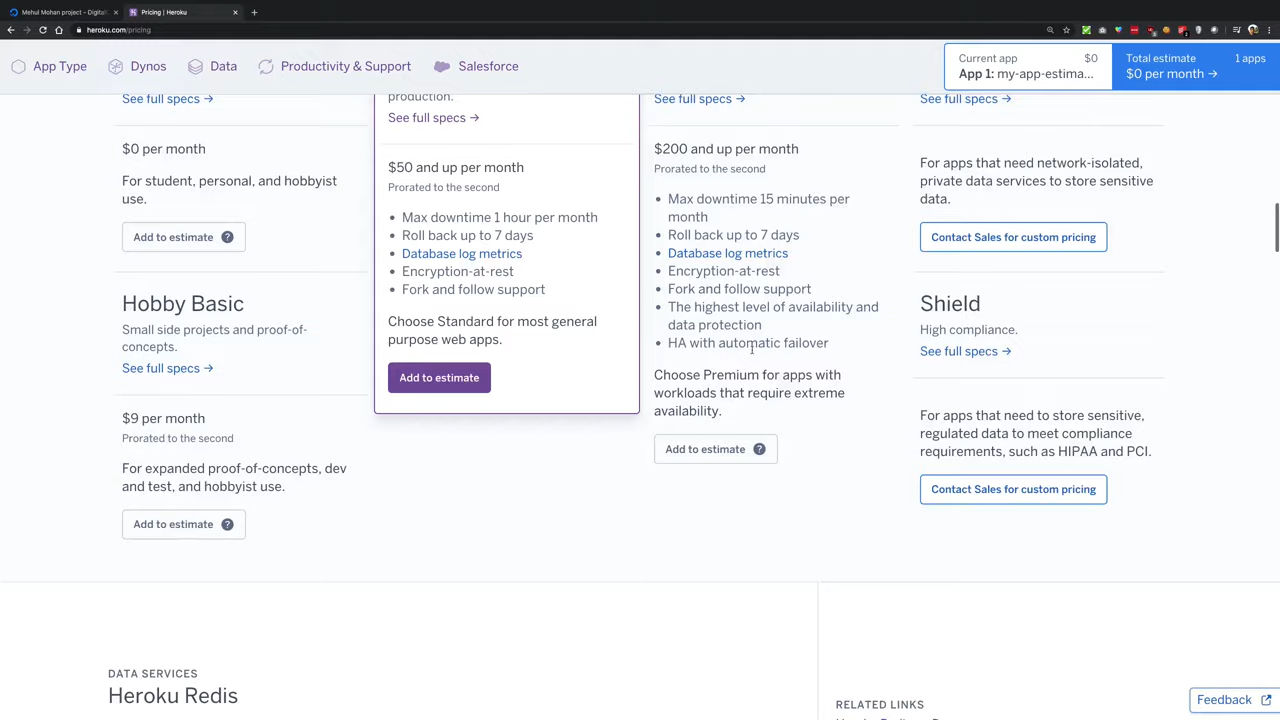 Mehul Mohan project - Digital
Pricing | Heroku
heroku.com/pricing
App Type
Dynos
Data
Productivity & Support
Salesforce
Current app $0
App 1: my-app-estima...
Total estimate 1 apps
$0 per month →
See full specs →
$0 per month
For student, personal, and hobbyist
use.
Add to estimate ?
Hobby Basic
Small side projects and proof-of-
concepts.
See full specs →
$9 per month
Prorated to the second
For expanded proof-of-concepts, dev
and test, and hobbyist use.
Add to estimate ?
production.
See full specs →
$50 and up per month
Prorated to the second
• Max downtime 1 hour per month
• Roll back up to 7 days
• Database log metrics
• Encryption-at-rest
• Fork and follow support
Choose Standard for most general
purpose web apps.
Add to estimate
See full specs →
$200 and up per month
Prorated to the second
• Max downtime 15 minutes per
month
• Roll back up to 7 days
• Database log metrics
• Encryption-at-rest
• Fork and follow support
• The highest level of availability and
data protection
• HA with automatic failover
Choose Premium for apps with
workloads that require extreme
availability.
Add to estimate ?
See full specs →
For apps that need network-isolated,
private data services to store sensitive
data.
Contact Sales for custom pricing
Shield
High compliance.
See full specs →
For apps that need to store sensitive,
regulated data to meet compliance
requirements, such as HIPAA and PCI.
Contact Sales for custom pricing
DATA SERVICES
Heroku Redis
RELATED LINKS
Feedback